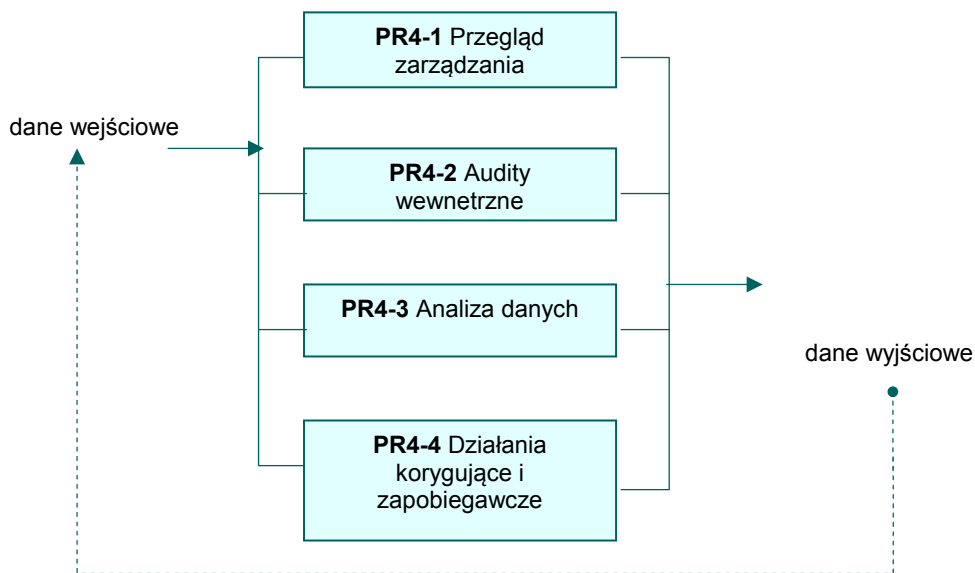 PR4-1 Przegląd
zarządzania
dane wejściowe
PR4-2 Audity
wewnetrzne
PR4-3 Analiza danych
dane wyjściowe
PR4-4 Działania
korygujące i
zapobiegawcze